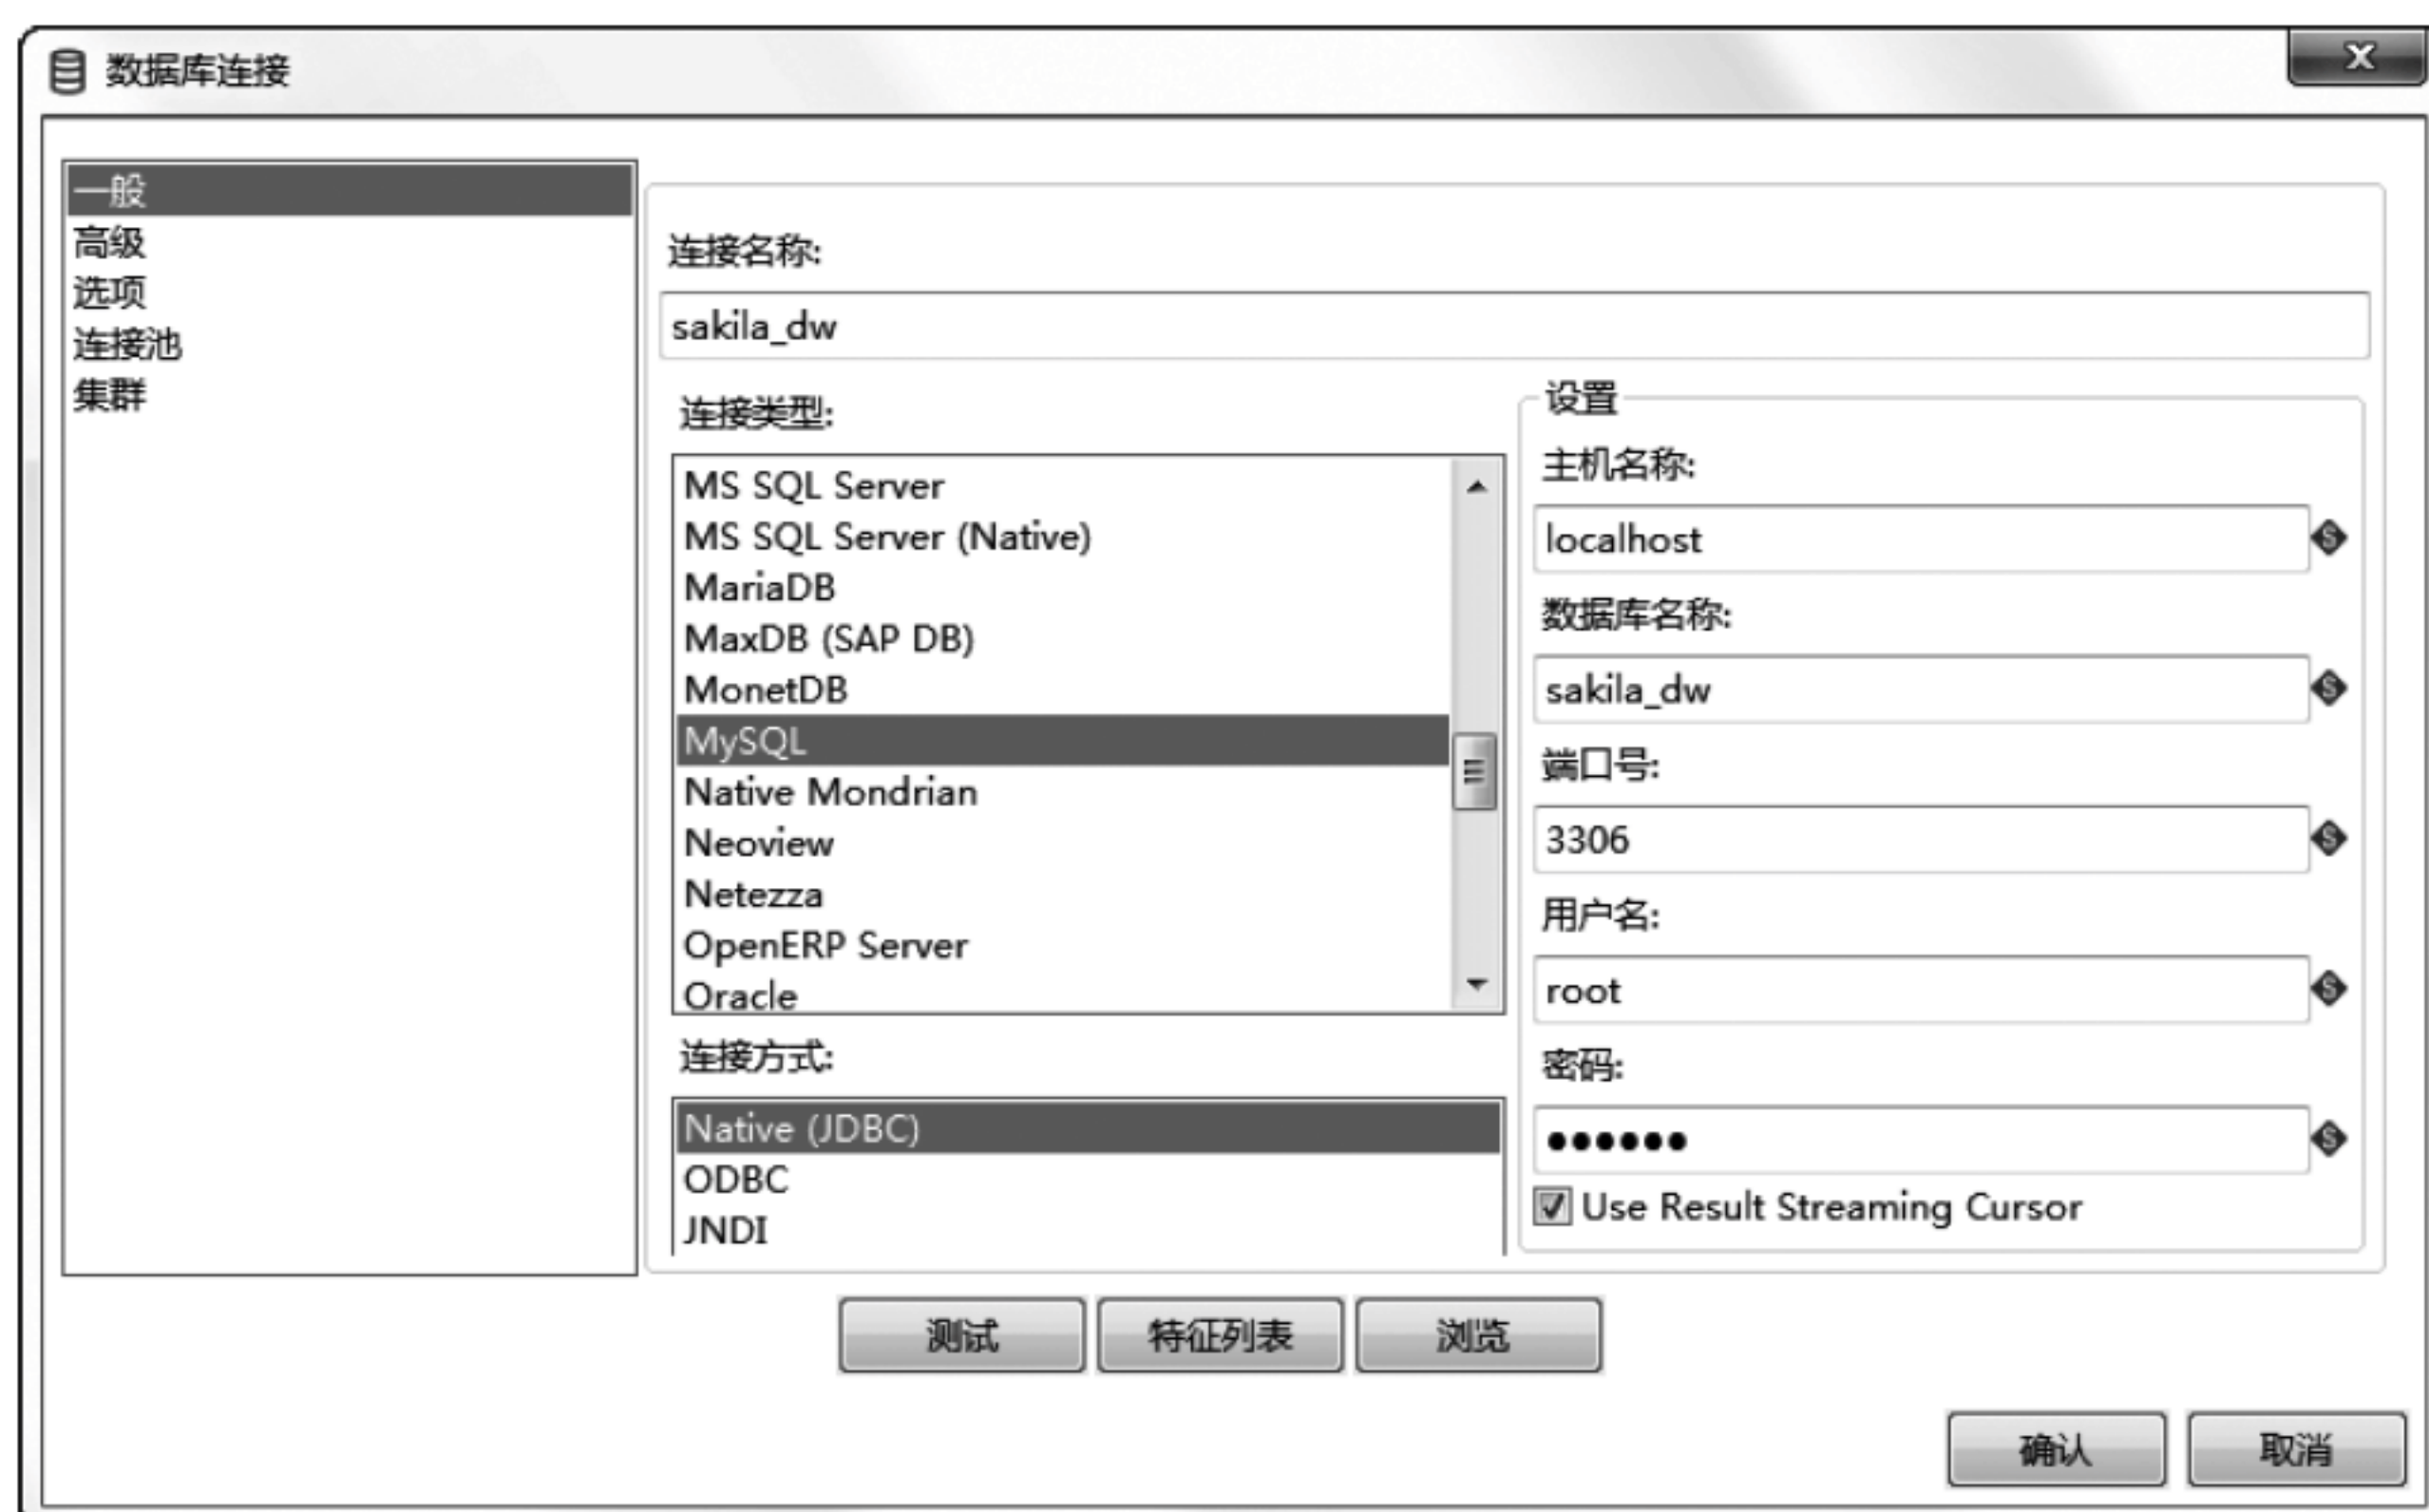 数据库连接
一般
高级
选项
连接池
集群
连接名称:
sakila_dw
连接类型:
MS SQL Server
MS SQL Server (Native)
MariaDB
MaxDB (SAP DB)
MonetDB
MySQL
Native Mondrian
Neoview
Netezza
OpenERP Server
Oracle
连接方式:
Native (JDBC)
ODBC
JNDI
设置
主机名称:
localhost
数据库名称:
sakila_dw
端口号:
3306
用户名:
root
密码:
●●●●●●
Use Result Streaming Cursor
测试 特征列表 浏览
确认 取消